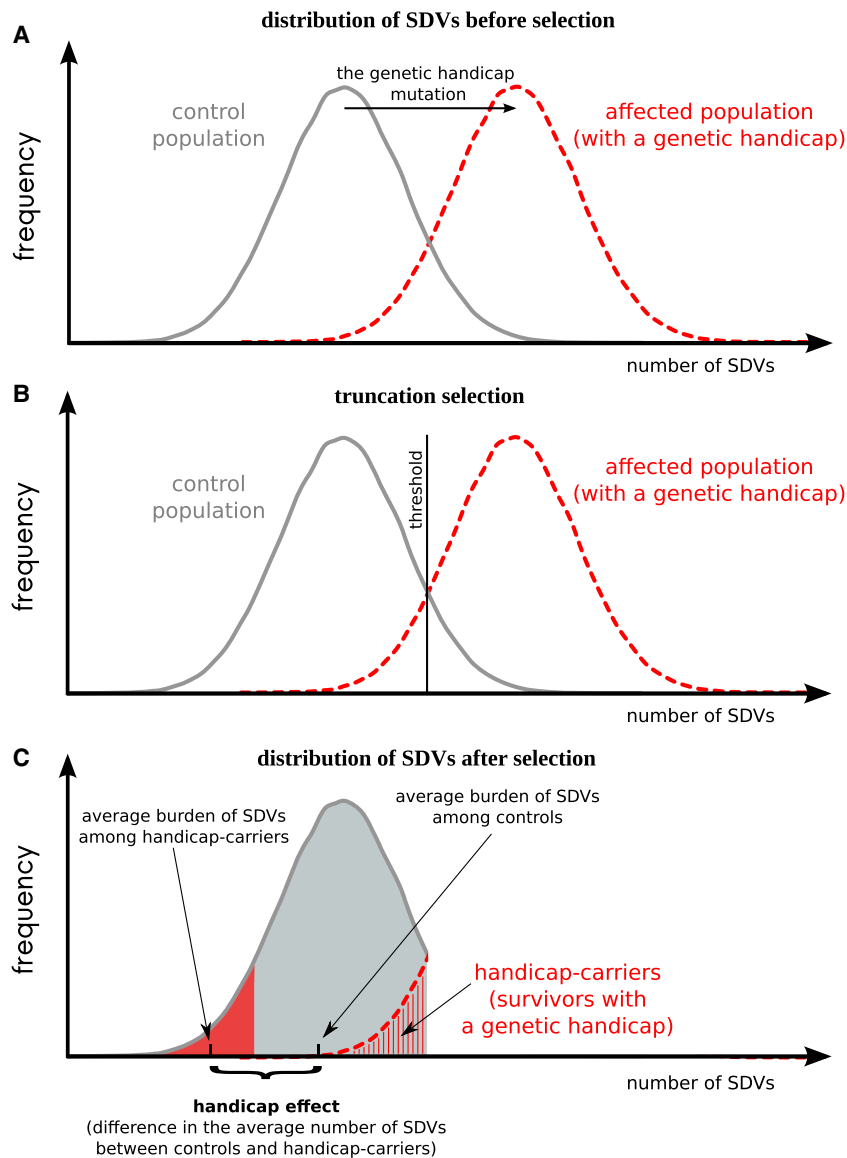 A
distribution of SDVs before selection
the genetic handicap
mutation
control
population
affected population
(with a genetic handicap)
frequency
number of SDVs
B
truncation selection
control
population
threshold
affected population
(with a genetic handicap)
frequency
number of SDVs
C
distribution of SDVs after selection
average burden of SDVs
among handicap-carriers
average burden of SDVs
among controls
frequency
handicap-carriers
(survivors with
a genetic handicap)
number of SDVs
handicap effect
(difference in the average number of SDVs
between controls and handicap-carriers)